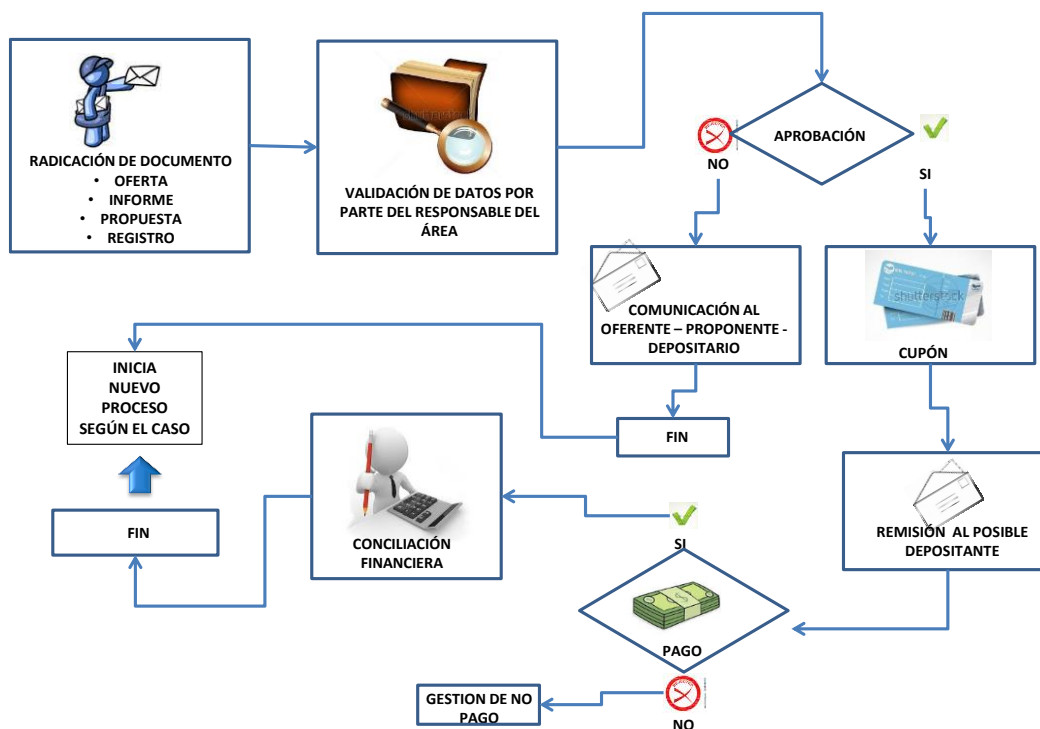 RADICACIÓN DE DOCUMENTO
• OFERTA
• INFORME
• PROPUESTA
• REGISTRO
shutterstock
VALIDACIÓN DE DATOS POR
PARTE DEL RESPONSABLE DEL
ÁREA
APROBACIÓN
NO
SI
COMUNICACIÓN AL
OFERENTE – PROPONENTE -
DEPOSITARIO
shutterstock
CUPÓN
INICIA
NUEVO
PROCESO
SEGÚN EL CASO
FIN
FIN
CONCILIACIÓN
FINANCIERA
SI
REMISIÓN AL POSIBLE
DEPOSITANTE
PAGO
GESTION DE NO
PAGO
NO